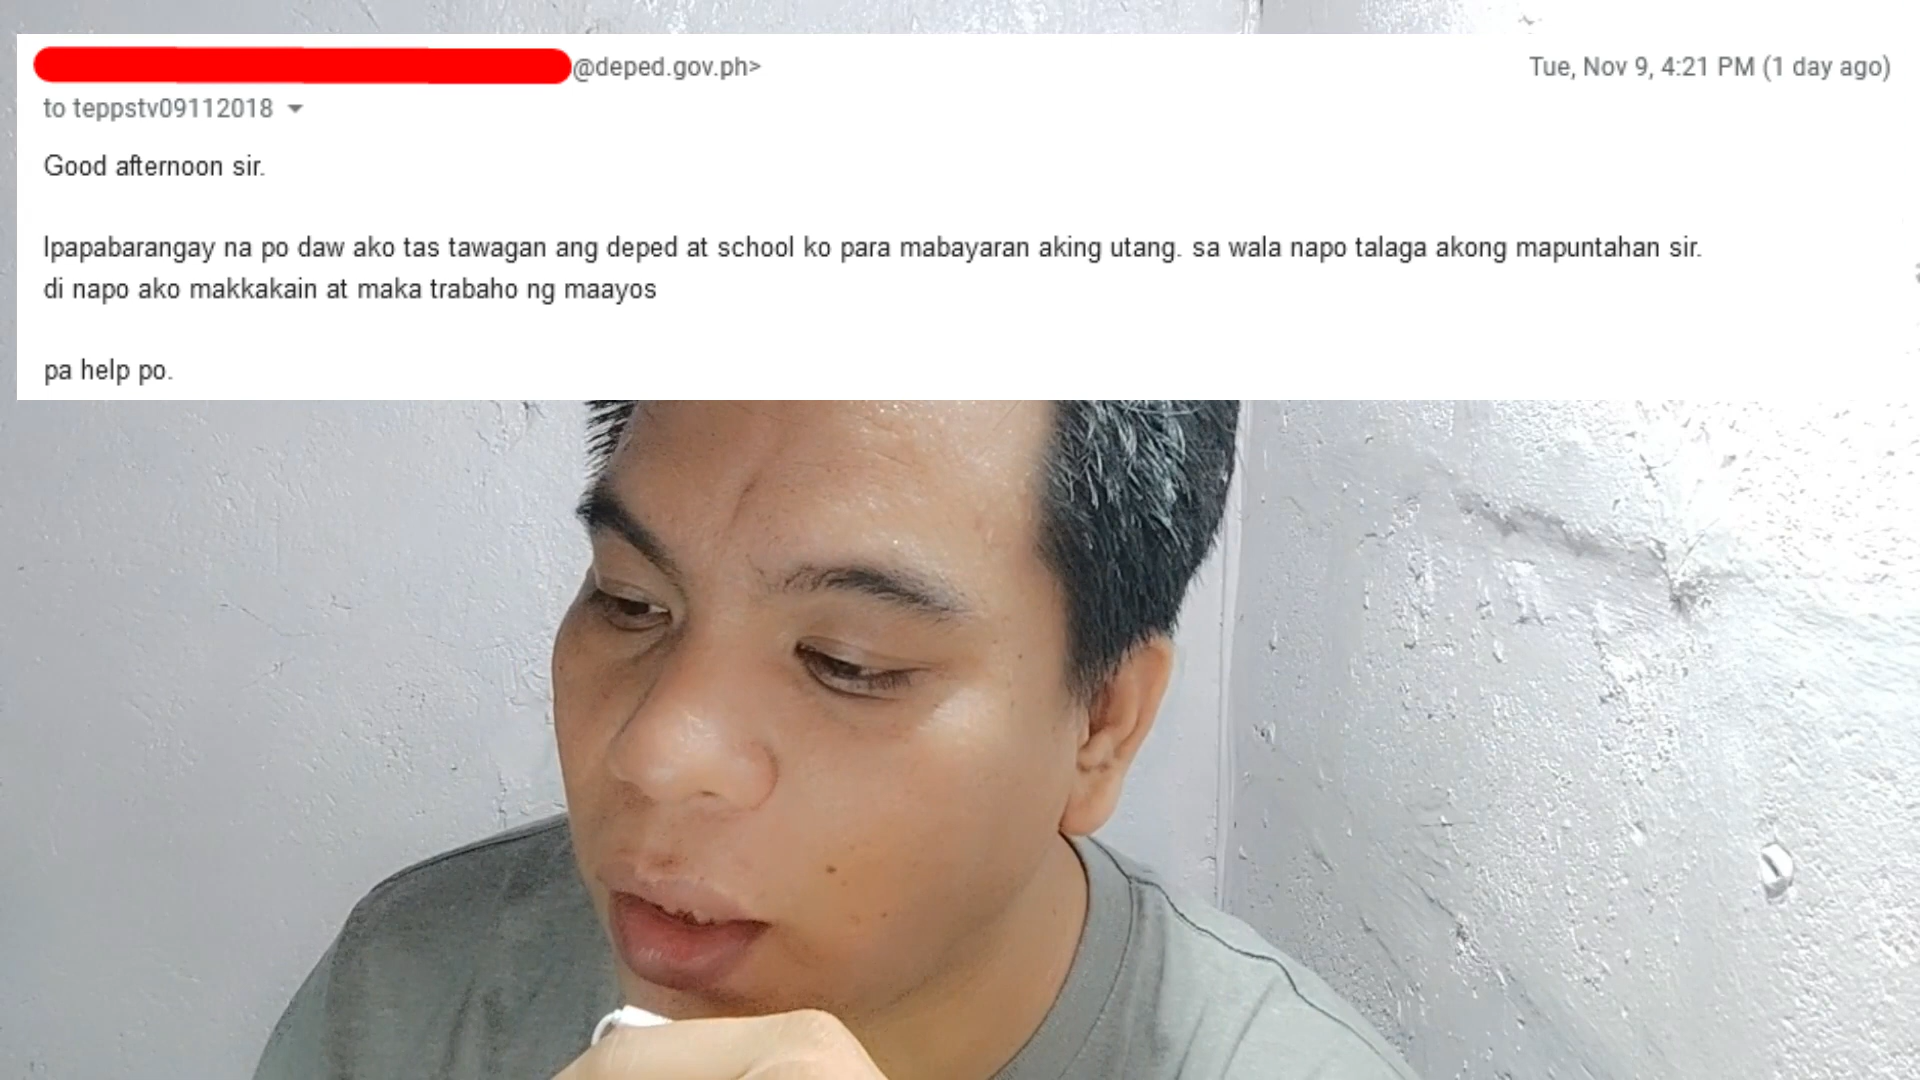 @deped.gov.ph>
Tue, Nov 9, 4:21 PM (1 day ago)
to teppstv09112018
Good afternoon sir.
Ipapabarangay na po daw ako tas tawagan ang deped at school ko para mabayaran aking utang. sa wala napo talaga akong mapuntahan sir.
di napo ako makkakain at maka trabaho ng maayos
pa help po.